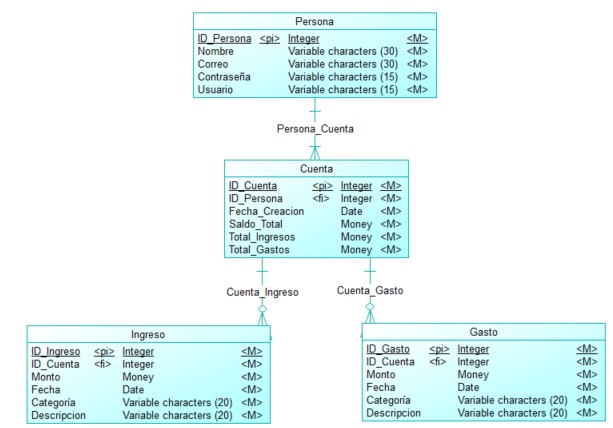 Persona
ID_Persona <pi> Integer <M>
Nombre Variable characters (30) <M>
Correo Variable characters (30) <M>
Contraseña Variable characters (15) <M>
Usuario Variable characters (15) <M>
Persona_Cuenta
Cuenta
ID_Cuenta <pi> Integer <M>
ID_Persona <fi> Integer <M>
Fecha_Creacion Date <M>
Saldo_Total Money <M>
Total_Ingresos Money <M>
Total_Gastos Money <M>
Cuenta_Ingreso
Cuenta_Gasto
Ingreso
ID_Ingreso <pi> Integer <M>
ID_Cuenta <fi> Integer <M>
Monto Money <M>
Fecha Date <M>
Categoría Variable characters (20) <M>
Descripcion Variable characters (20) <M>
Gasto
ID_Gasto <pi> Integer <M>
ID_Cuenta <fi> Integer <M>
Monto Money <M>
Fecha Date <M>
Categoría Variable characters (20) <M>
Descripcion Variable characters (20) <M>